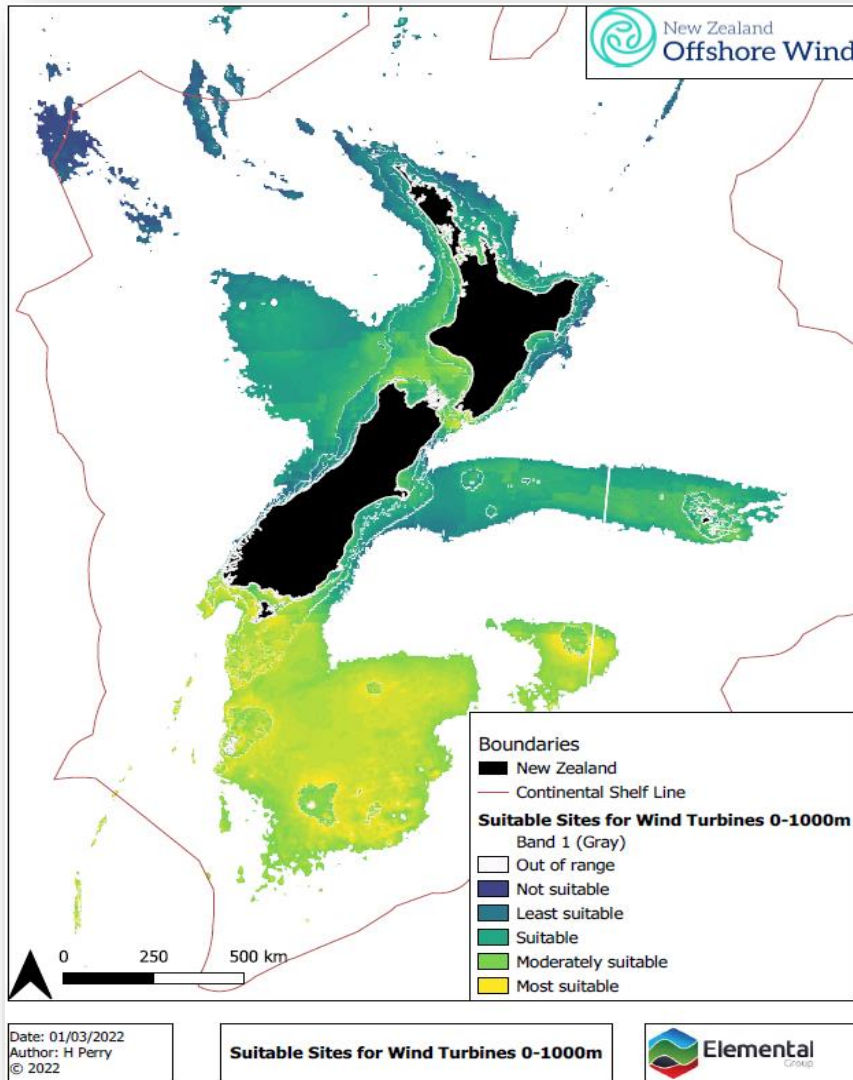 New Zealand
Offshore Wind
Boundaries
New Zealand
Continental Shelf Line
Suitable Sites for Wind Turbines 0-1000m
Band 1 (Gray)
Out of range
Not suitable
Least suitable
Suitable
Moderately suitable
Most suitable
0 250 500 km
Date: 01/03/2022
Author: H Perry
© 2022
Suitable Sites for Wind Turbines 0-1000m
Elemental
Group